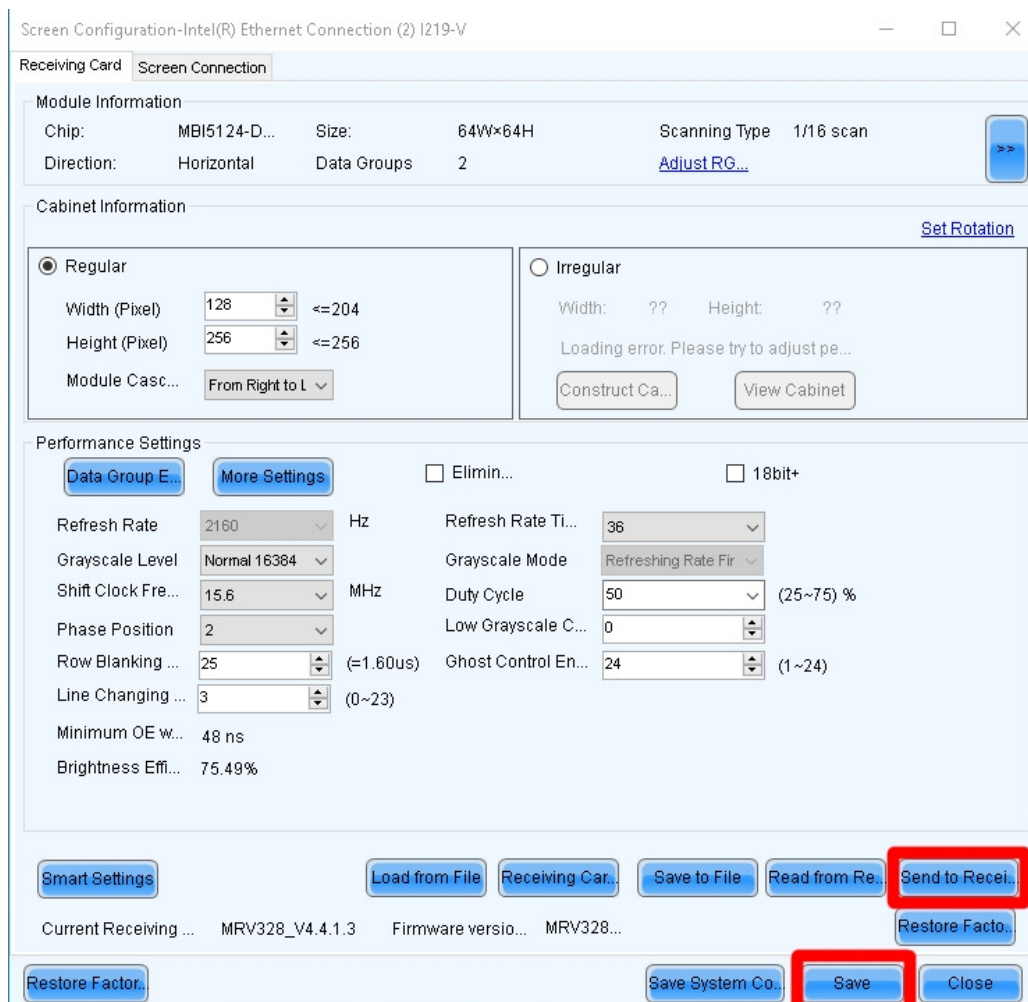 Screen Configuration-Intel(R) Ethernet Connection (2) I219-V
Receiving Card Screen Connection
Module Information
Chip: MBI5124-D... Size: 64W×64H Scanning Type 1/16 scan
>>
Direction: Horizontal Data Groups 2 Adjust RG...
Cabinet Information
Set Rotation
Regular
Width (Pixel) 128 <=204
Height (Pixel) 256 <=256
Module Casc... From Right to L
Irregular
Width: ?? Height: ??
Loading error. Please try to adjust pe...
Construct Ca... View Cabinet
Performance Settings
Data Group E... More Settings Elimin... 18bit+
Refresh Rate 2160 Hz Refresh Rate Ti... 36
Grayscale Level Normal 16384 Grayscale Mode Refreshing Rate Fir
Shift Clock Fre... 15.6 MHz Duty Cycle 50 (25~75) %
Phase Position 2 Low Grayscale C... 0
Row Blanking ... 25 (=1.60us) Ghost Control En... 24 (1~24)
Line Changing ... 3 (0~23)
Minimum OE w... 48 ns
Brightness Effi... 75.49%
Smart Settings Load from File Receiving Car... Save to File Read from Re... Send to Recei...
Current Receiving ... MRV328_V4.4.1.3 Firmware versio... MRV328... Restore Facto...
Restore Factor... Save System Co... Save Close